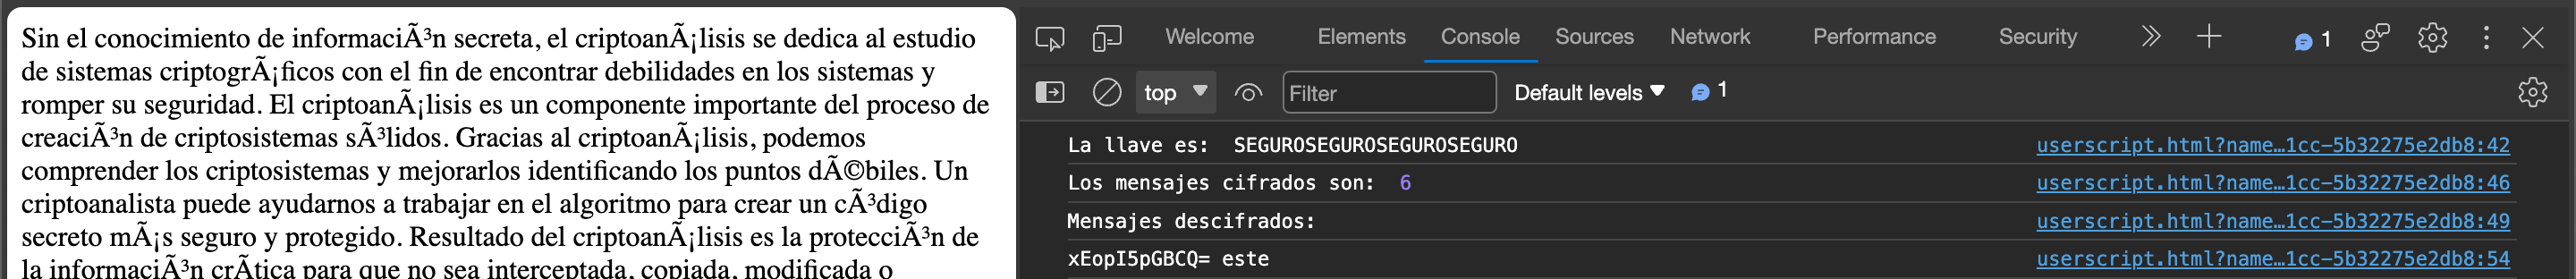 Sin el conocimiento de informaciÃ³n secreta, el criptoanÃ¡lisis se dedica al estudio
de sistemas criptogrÃ¡ficos con el fin de encontrar debilidades en los sistemas y
romper su seguridad. El criptoanÃ¡lisis es un componente importante del proceso de
creaciÃ³n de criptosistemas sÃ³lidos. Gracias al criptoanÃ¡lisis, podemos
comprender los criptosistemas y mejorarlos identificando los puntos dÃ©biles. Un
criptoanalista puede ayudarnos a trabajar en el algoritmo para crear un cÃ³digo
secreto mÃ¡s seguro y protegido. Resultado del criptoanÃ¡lisis es la protecciÃ³n de
la informaciÃ³n crÃ­tica para que no sea interceptada, copiada, modificada o
Welcome Elements Console Sources Network Performance Security 1
top Filter Default levels 1
La llave es: SEGUROSEGUROSEGUROSEGURO userscript.html?name…1cc-5b32275e2db8:42
Los mensajes cifrados son: 6 userscript.html?name…1cc-5b32275e2db8:46
Mensajes descifrados: userscript.html?name…1cc-5b32275e2db8:49
xEopI5pGBCQ= este userscript.html?name…1cc-5b32275e2db8:54